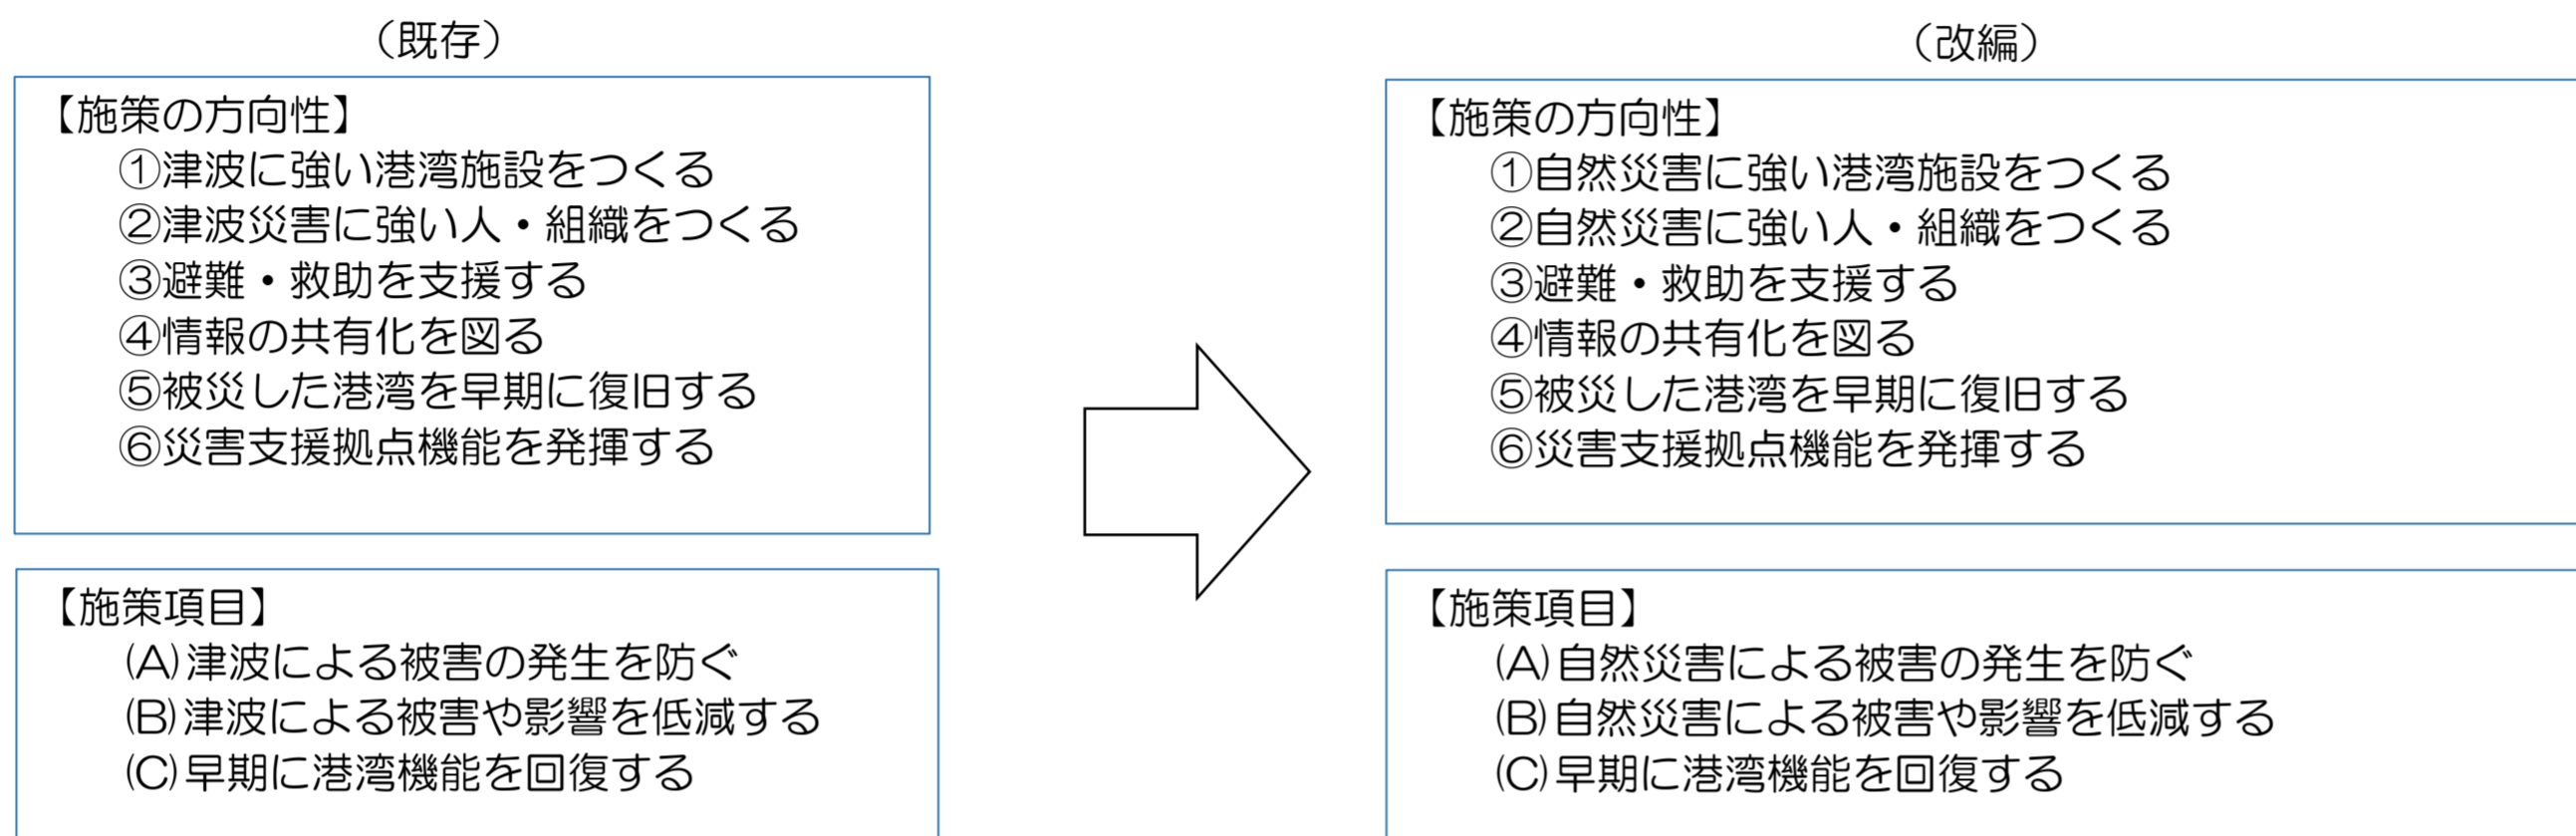 （既存）
【施策の方向性】
①津波に強い港湾施設をつくる
②津波災害に強い人・組織をつくる
③避難・救助を支援する
④情報の共有化を図る
⑤被災した港湾を早期に復旧する
⑥災害支援拠点機能を発揮する
【施策項目】
(A)津波による被害の発生を防ぐ
(B)津波による被害や影響を低減する
(C)早期に港湾機能を回復する
（改編）
【施策の方向性】
①自然災害に強い港湾施設をつくる
②自然災害に強い人・組織をつくる
③避難・救助を支援する
④情報の共有化を図る
⑤被災した港湾を早期に復旧する
⑥災害支援拠点機能を発揮する
【施策項目】
(A)自然災害による被害の発生を防ぐ
(B)自然災害による被害や影響を低減する
(C)早期に港湾機能を回復する